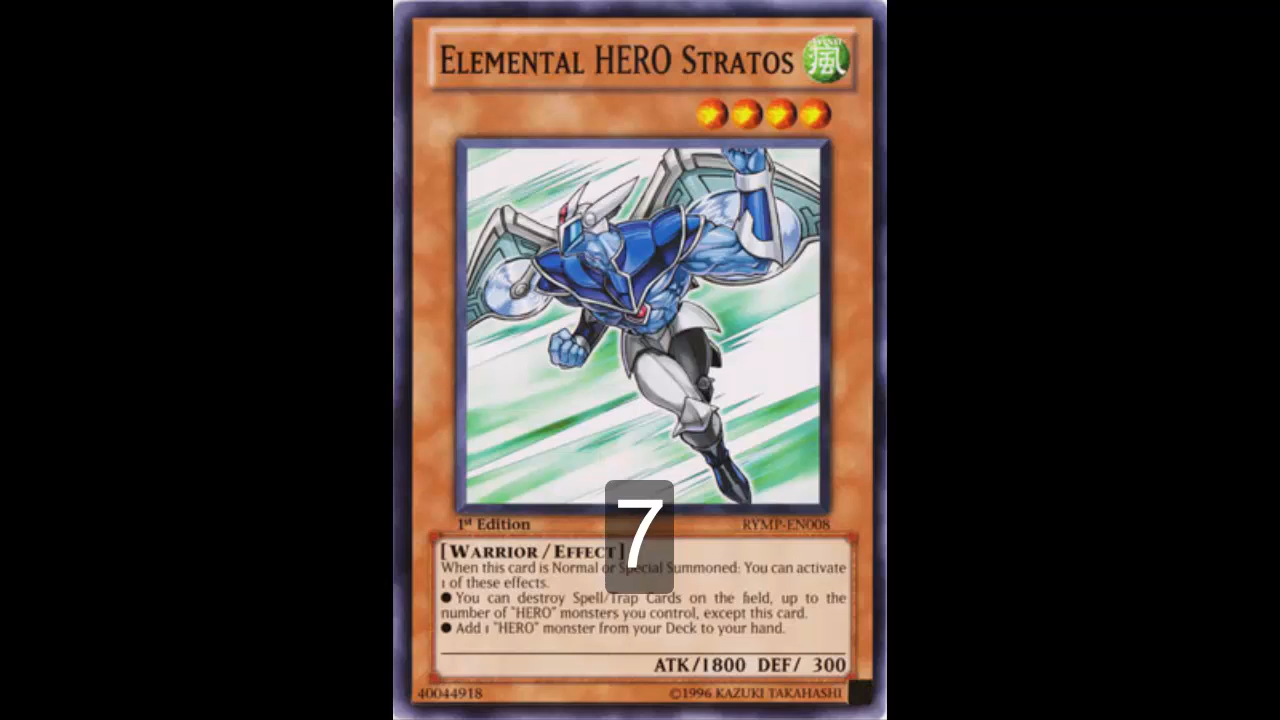 ELEMENTAL HERO STRATOS
風
1st Edition
RYMP-EN008
7
[WARRIOR/EFFECT]
When this card is Normal or Special Summoned: You can activate
1 of these effects.
● You can destroy Spell/Trap Cards on the field, up to the
number of "HERO" monsters you control, except this card.
● Add 1 "HERO" monster from your Deck to your hand.
ATK/1800 DEF/ 300
40044918
©1996 KAZUKI TAKAHASHI